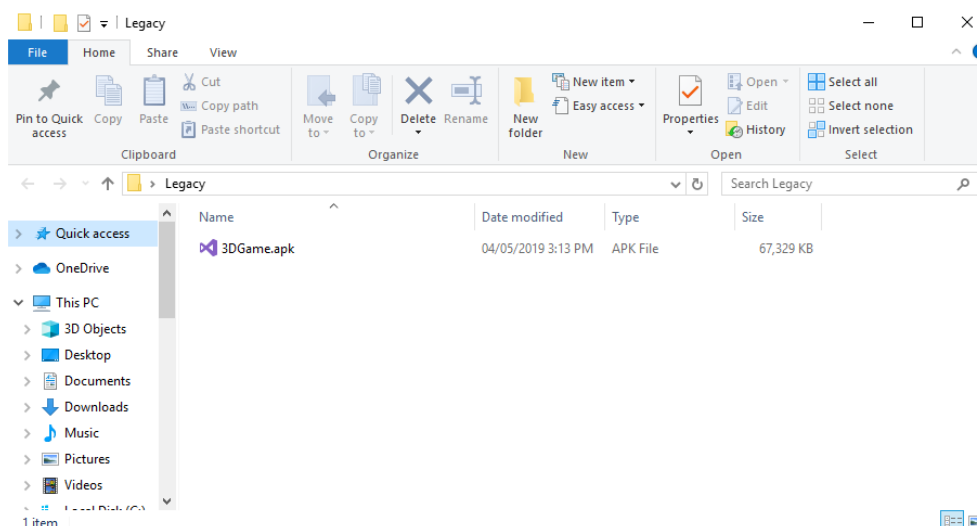 Legacy
File Home Share View
Pin to Quick access
Copy
Paste
Cut
Copy path
Paste shortcut
Clipboard
Move to
Copy to
Delete
Rename
Organize
New folder
New item
Easy access
New
Properties
Open
Edit
History
Open
Select all
Select none
Invert selection
Select
Legacy
Search Legacy
Name Date modified Type Size
3DGame.apk 04/05/2019 3:13 PM APK File 67,329 KB
Quick access
OneDrive
This PC
3D Objects
Desktop
Documents
Downloads
Music
Pictures
Videos
Local Disk (C:)
1 item